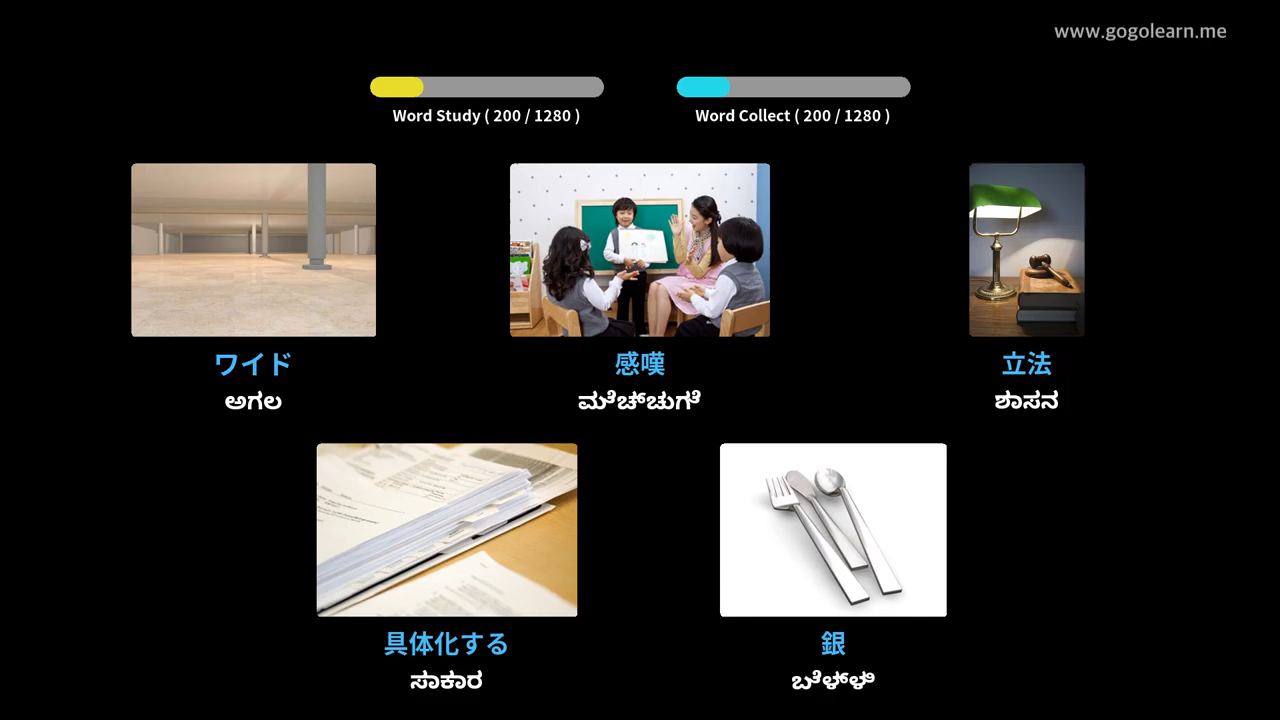 www.gogolearn.me
Word Study ( 200 / 1280 )
Word Collect ( 200 / 1280 )
ワイド
ಅಗಲ
感嘆
ಮೆಚ್ಚುಗೆ
立法
ಶಾಸನ
具体化する
ಸಾಕಾರ
銀
ಬೆಳ್ಳಿ